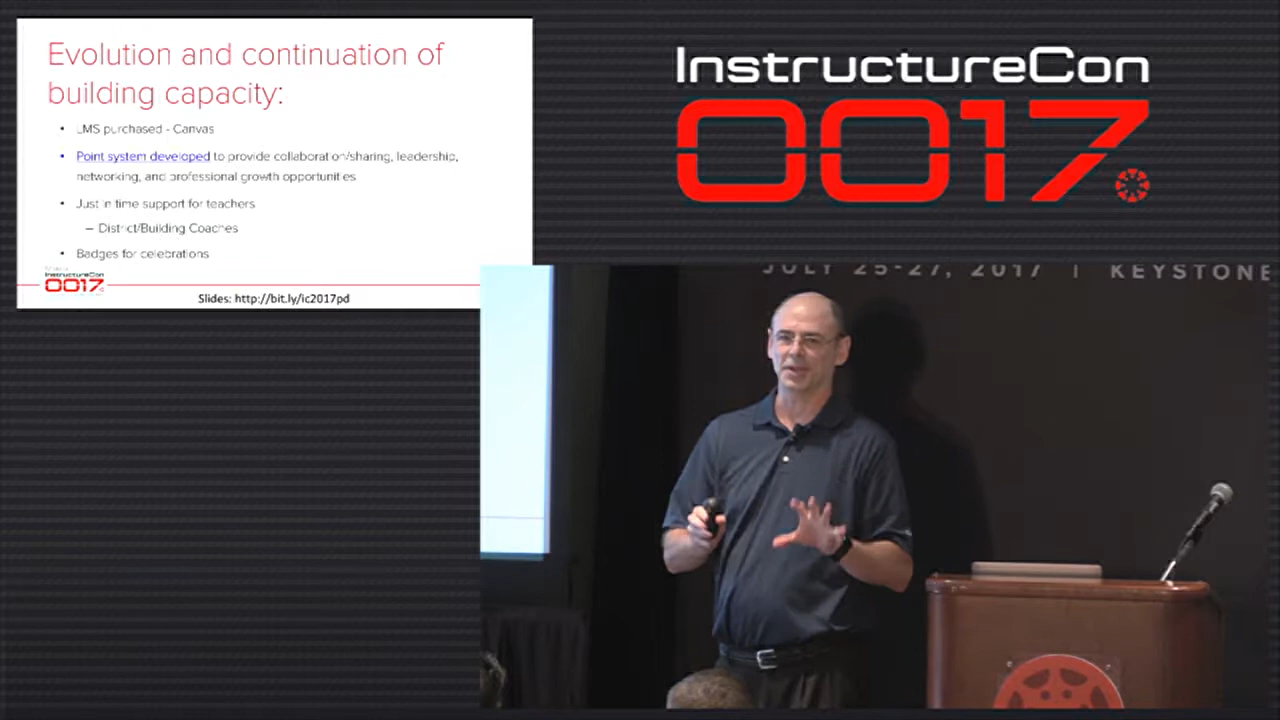 Evolution and continuation of
building capacity:
• LMS purchased - Canvas
• Point system developed to provide collaboration/sharing, leadership,
networking, and professional growth opportunities
• Just in time support for teachers
– District/Building Coaches
• Badges for celebrations
InstructureCon
0017
Slides: http://bit.ly/ic2017pd
InstructureCon
0017
JULY 25-27, 2017 | KEYSTONE